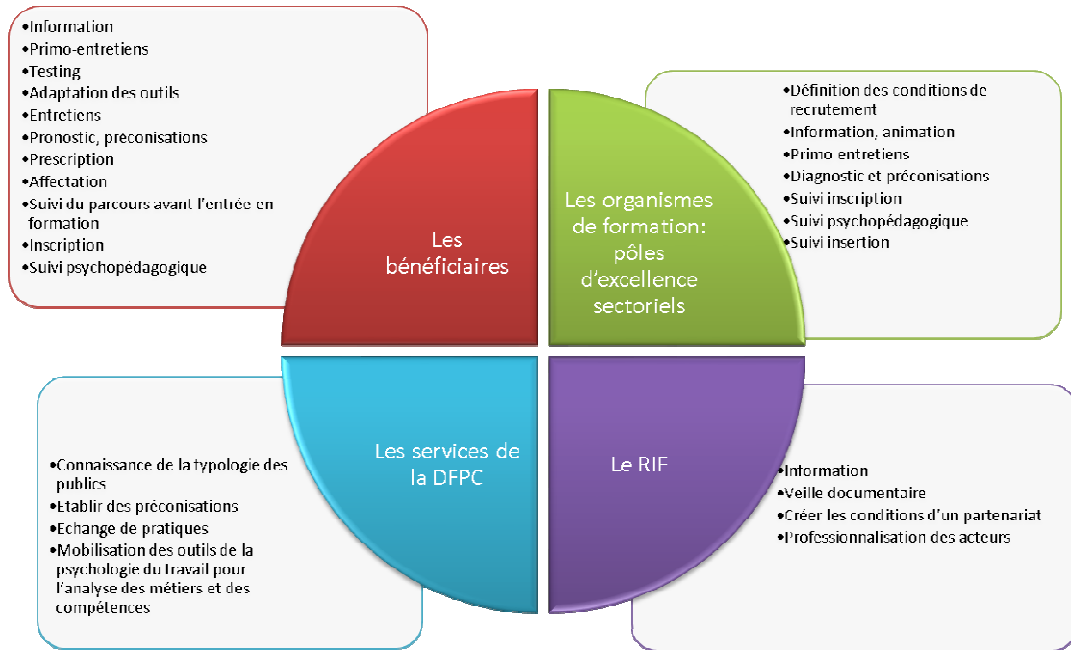 •Information
•Primo-entretiens
•Testing
•Adaptation des outils
•Entretiens
•Pronostic, préconisations
•Prescription
•Affectation
•Suivi du parcours avant l'entrée en
formation
•Inscription
•Suivi psychopédagogique
Les
bénéficiaires
•Définition des conditions de
recrutement
•Information, animation
•Primo entretiens
•Diagnostic et préconisations
•Suivi inscription
•Suivi psychopédagogique
•Suivi insertion
Les organismes
de formation:
pôles
d'excellence
sectoriels
•Connaissance de la typologie des
publics
•Etablir des préconisations
•Echange de pratiques
•Mobilisation des outils de la
psychologie du travail pour
l'analyse des métiers et des
compétences
Les services de
la DFPC
Le RIF
•Information
•Veille documentaire
•Créer les conditions d'un partenariat
•Professionnalisation des acteurs